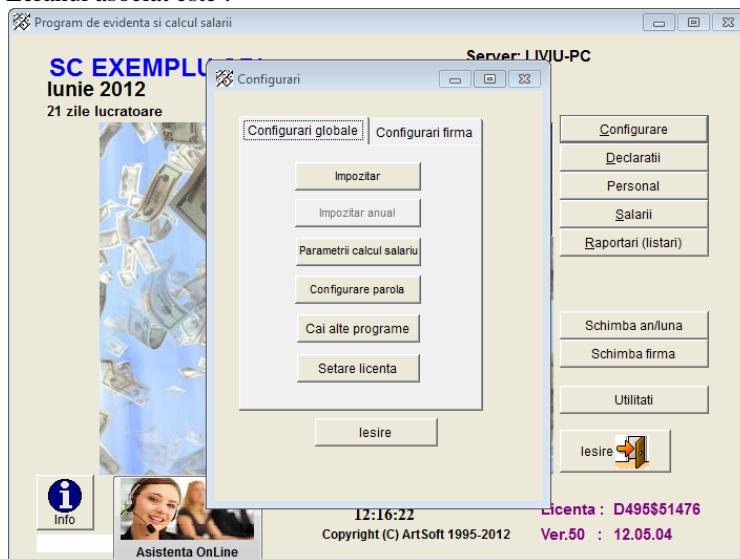 Program de evidenta si calcul salarii
SC EXEMPLU
Server: LIVIU-PC
Iunie 2012
21 zile lucratoare
Configurari
Configurari globale
Configurari firma
Impozitar
Impozitar anual
Parametrii calcul salariu
Configurare parola
Cai alte programe
Setare licenta
Iesire
Configurare
Declaratii
Personal
Salarii
Raportari (listari)
Schimba an/luna
Schimba firma
Utilitati
Iesire
Info
Asistenta OnLine
12:16:22
Copyright (C) ArtSoft 1995-2012
Licenta : D495$51476
Ver.50 : 12.05.04